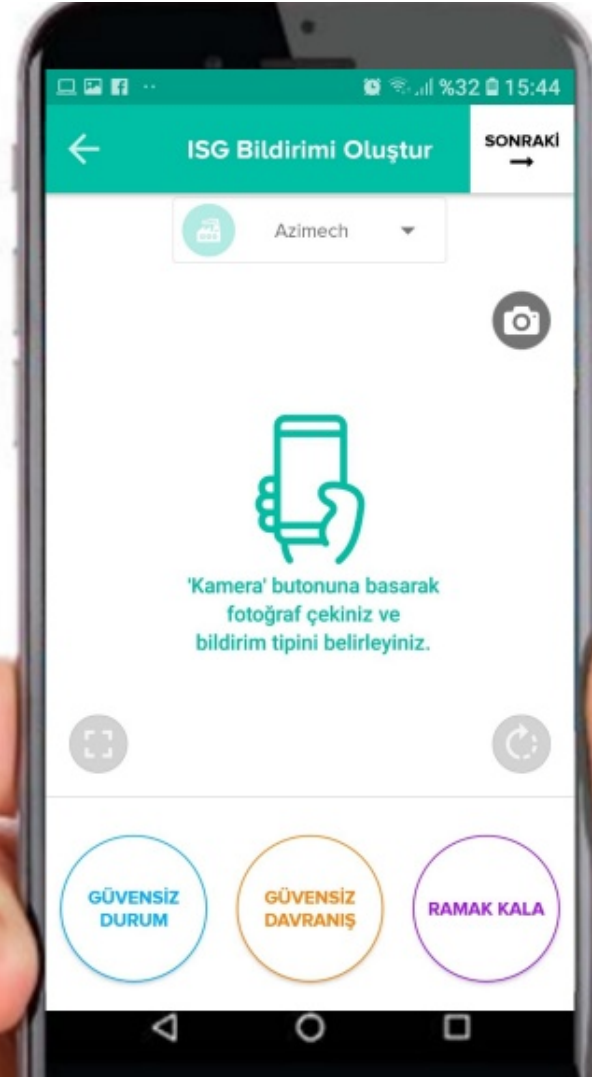 %32 15:44
ISG Bildirimi Oluştur
SONRAKİ
Azimech
'Kamera' butonuna basarak
fotoğraf çekiniz ve
bildirim tipini belirleyiniz.
GÜVENSİZ
DURUM
GÜVENSİZ
DAVRANIŞ
RAMAK KALA